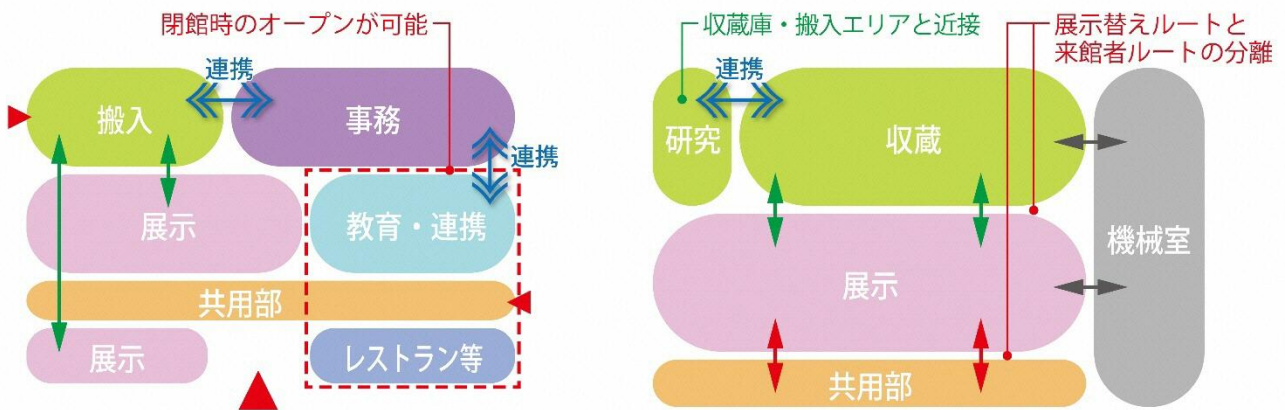 閉館時のオープンが可能
連携
搬入
事務
連携
展示
教育・連携
共用部
展示
レストラン等
収蔵庫・搬入エリアと近接
展示替えルートと
来館者ルートの分離
連携
研究
収蔵
機械室
展示
共用部